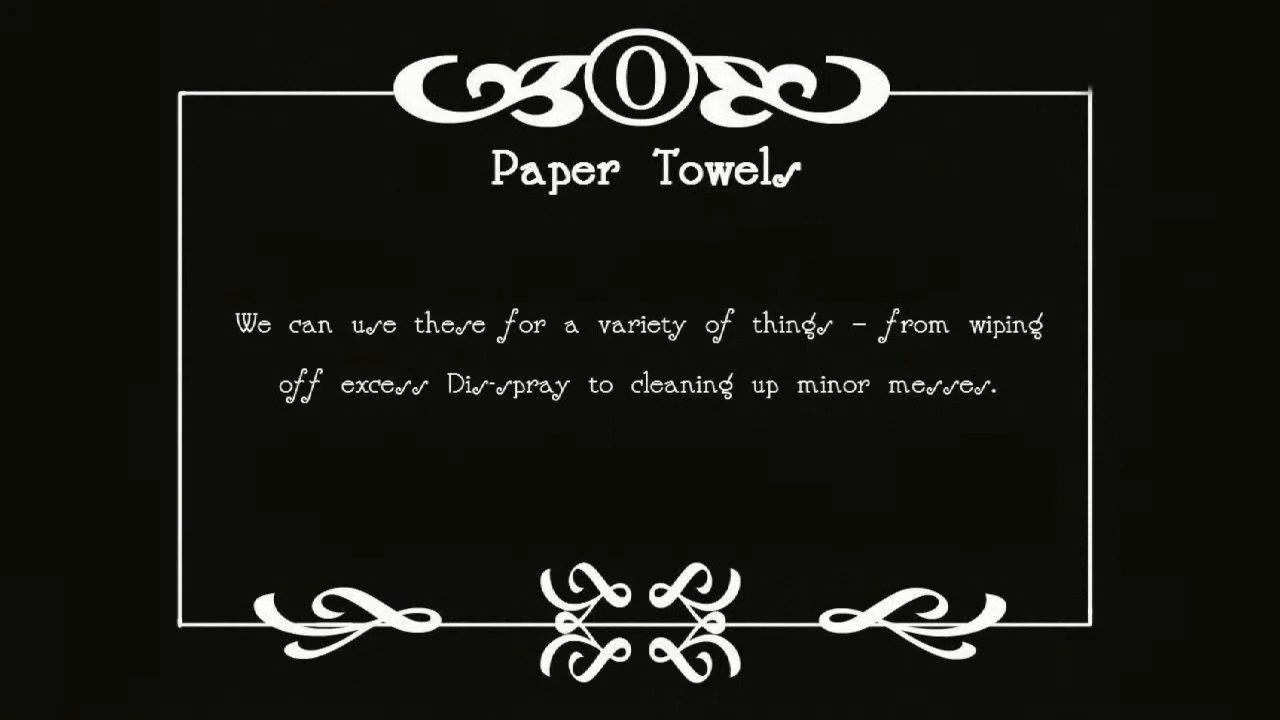 O
Paper Towels
We can use these for a variety of things – from wiping
off excess Dis-spray to cleaning up minor messes.